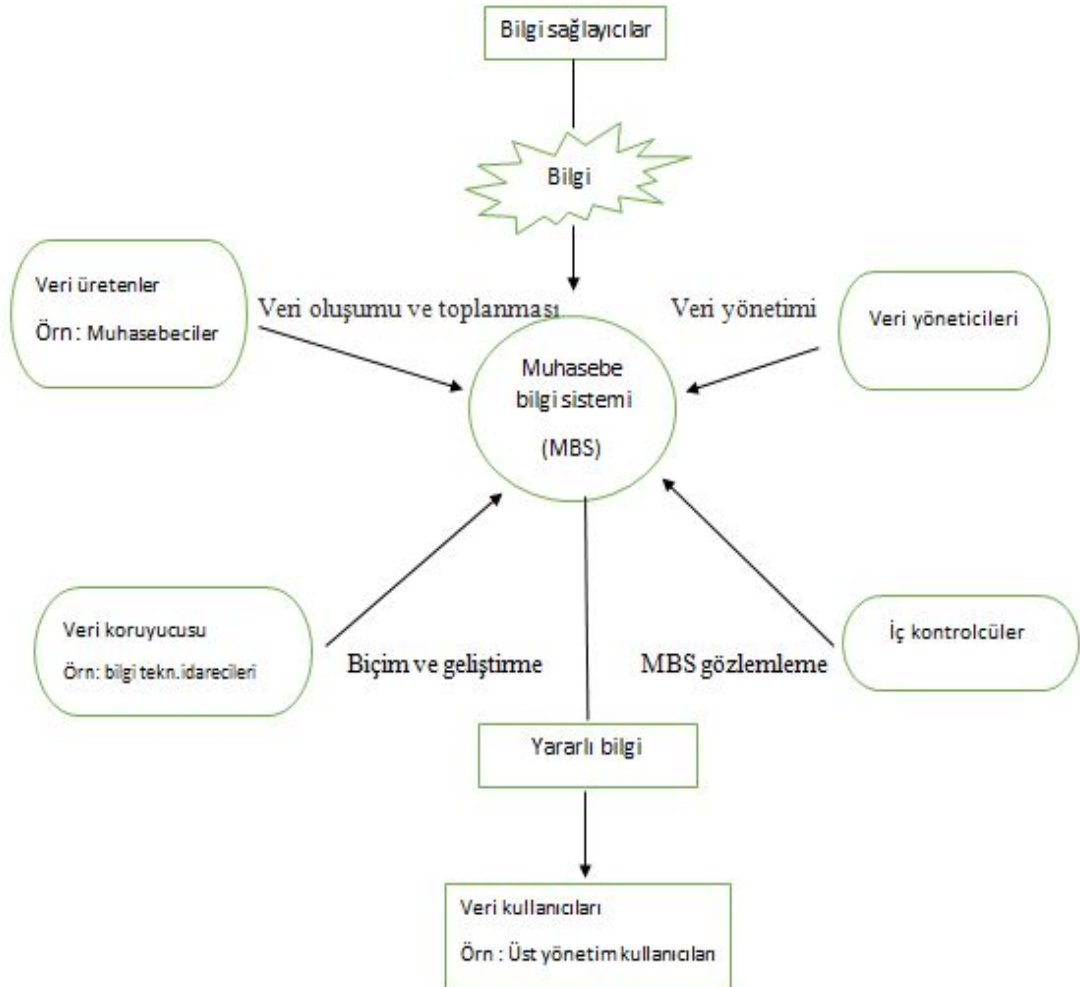 Bilgi sağlayıcılar
Bilgi
Veri üretenler
Örn : Muhasebeciler
Veri oluşumu ve toplanması
Veri yönetimi
Veri yöneticileri
Muhasebe
bilgi sistemi
(MBS)
Veri koruyucusu
Örn: bilgi tekn.idarecileri
Biçim ve geliştirme
MBS gözlemleme
İç kontrolcüler
Yararlı bilgi
Veri kullanıcıları
Örn : Üst yönetim kullanıcıları